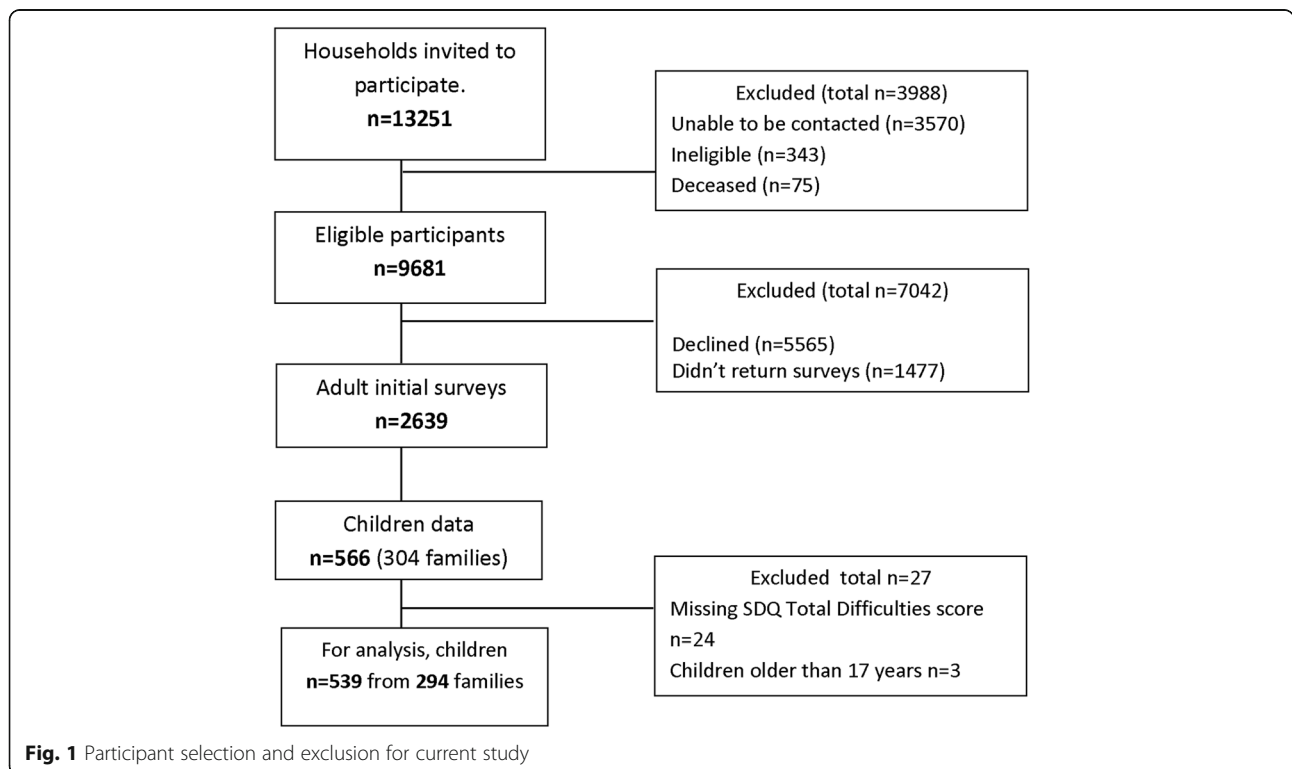 Households invited to
participate.
n=13251
Excluded (total n=3988)
Unable to be contacted (n=3570)
Ineligible (n=343)
Deceased (n=75)
Eligible participants
n=9681
Excluded (total n=7042)
Declined (n=5565)
Didn’t return surveys (n=1477)
Adult initial surveys
n=2639
Children data
n=566 (304 families)
Excluded total n=27
Missing SDQ Total Difficulties score
n=24
Children older than 17 years n=3
For analysis, children
n=539 from 294 families
Fig. 1 Participant selection and exclusion for current study